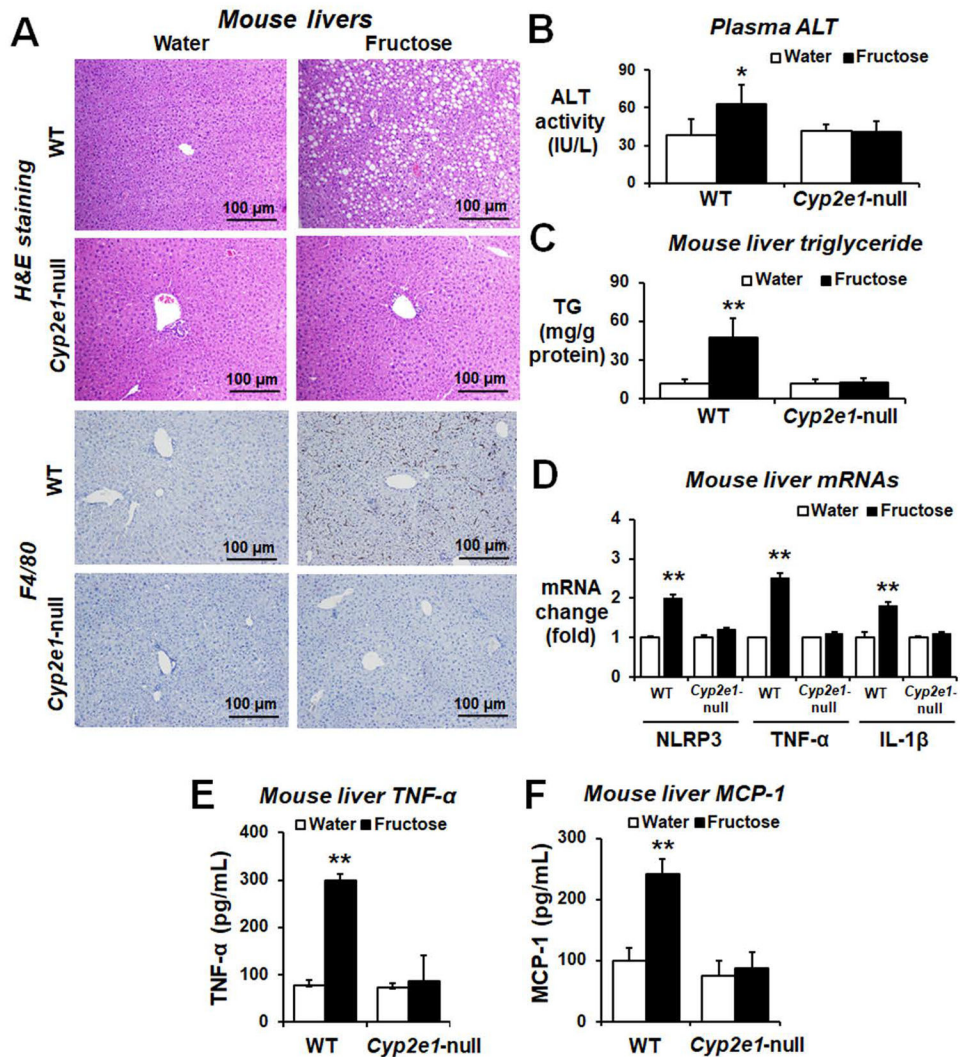 A
Mouse livers
Water
Fructose
H&E staining
WT
100 µm
100 µm
Cyp2e1-null
100 µm
100 µm
F4/80
WT
100 µm
100 µm
Cyp2e1-null
100 µm
100 µm
B
Plasma ALT
Water Fructose
ALT
activity
(IU/L)
90
60
30
0
*
WT
Cyp2e1-null
C
Mouse liver triglyceride
Water Fructose
TG
(mg/g
protein)
90
60
30
0
**
WT
Cyp2e1-null
D
Mouse liver mRNAs
Water Fructose
mRNA
change
(fold)
4
3
2
1
0
**
**
**
WT
Cyp2e1-
null
WT
Cyp2e1-
null
WT
Cyp2e1-
null
NLRP3
TNF-α
IL-1β
E
Mouse liver TNF-α
Water Fructose
TNF-α (pg/mL)
400
300
200
100
0
**
WT
Cyp2e1-null
F
Mouse liver MCP-1
Water Fructose
MCP-1 (pg/mL)
300
200
100
0
**
WT
Cyp2e1-null